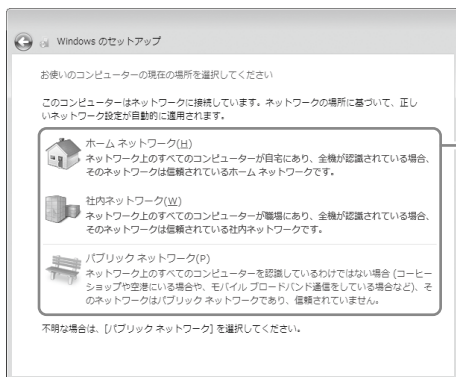 Windows のセットアップ
お使いのコンピューターの現在の場所を選択してください
このコンピューターはネットワークに接続しています。ネットワークの場所に基づいて、正し
いネットワーク設定が自動的に適用されます。
ホーム ネットワーク(H)
ネットワーク上のすべてのコンピューターが自宅にあり、全機が認識されている場合、
そのネットワークは信頼されているホーム ネットワークです。
社内ネットワーク(W)
ネットワーク上のすべてのコンピューターが職場にあり、全機が認識されている場合、
そのネットワークは信頼されている社内ネットワークです。
パブリック ネットワーク(P)
ネットワーク上のすべてのコンピューターを認識しているわけではない場合 (コーヒー
ショップや空港にいる場合や、モバイル ブロードバンド通信をしている場合など)、そ
のネットワークはパブリック ネットワークであり、信頼されていません。
不明な場合は、[パブリック ネットワーク] を選択してください。